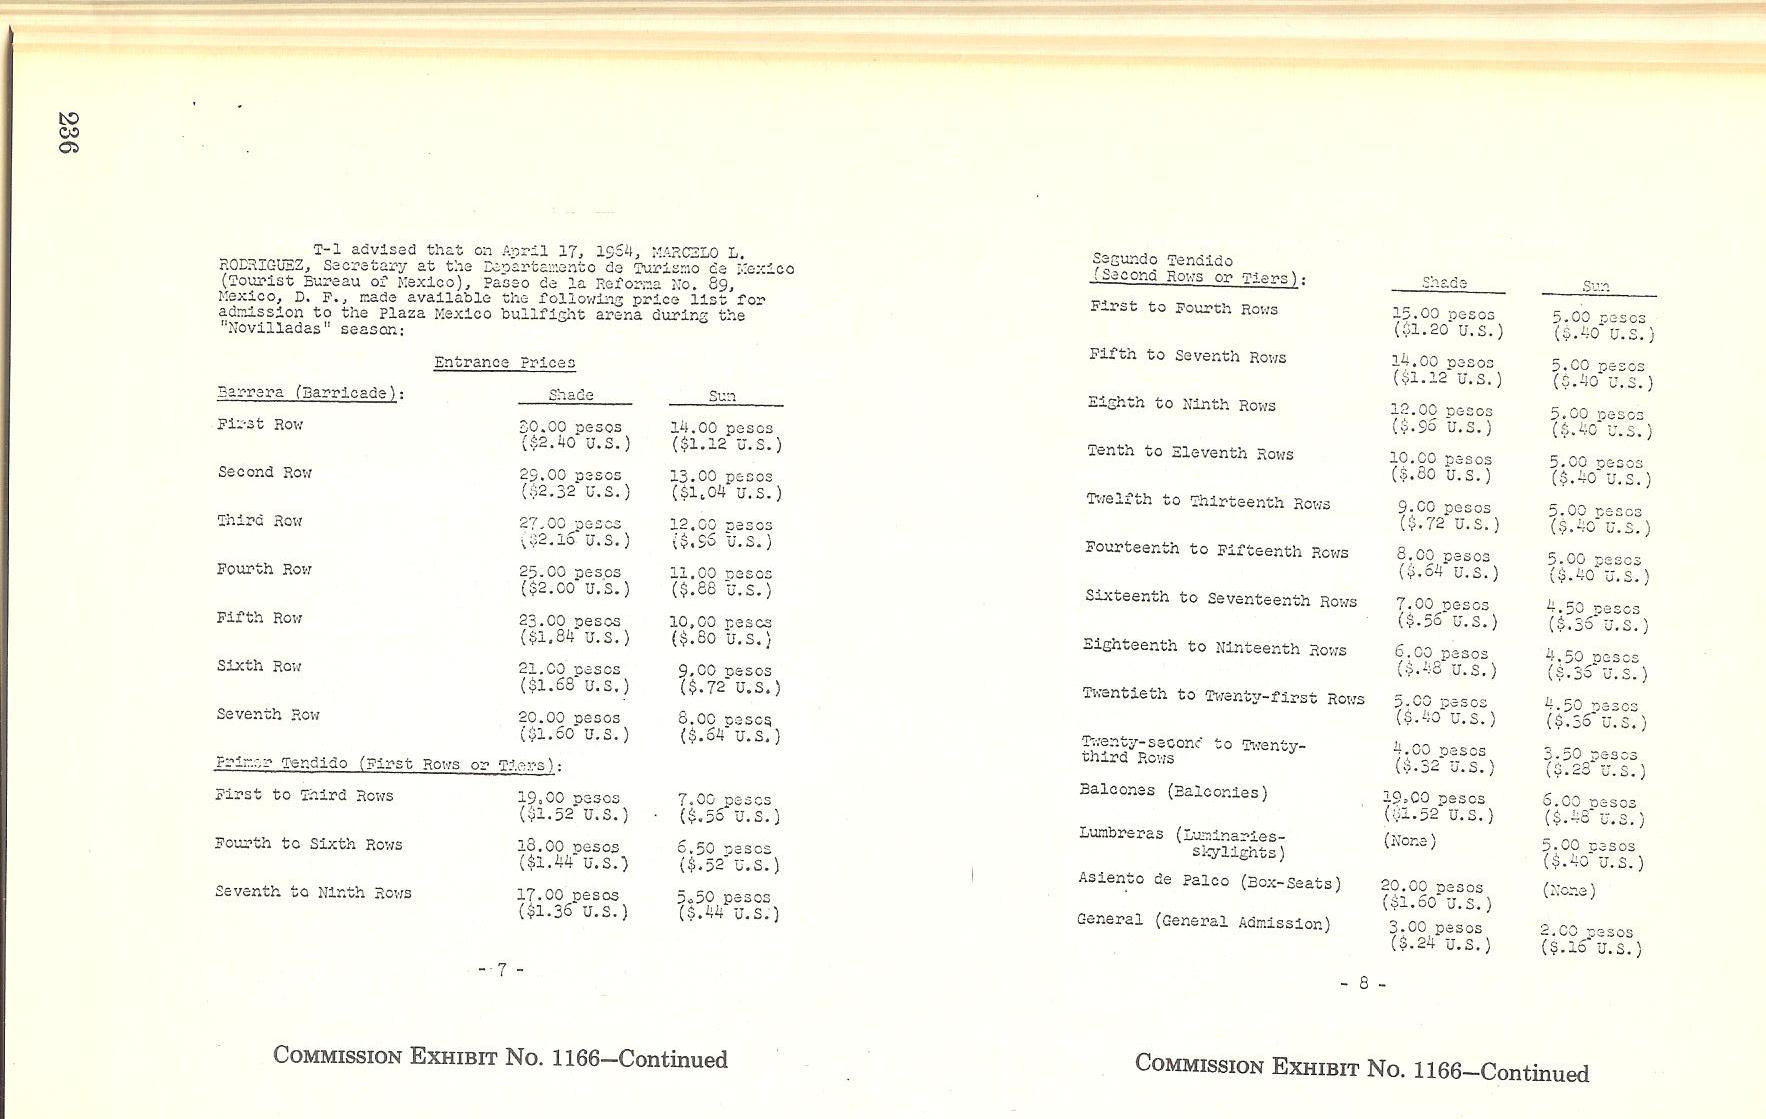 236
T-1 advised that on April 17, 1964, MARCELO L.
RODRIGUEZ, Secretary at the Departamento de Turismo de Mexico
(Tourist Bureau of Mexico), Paseo de la Reforma No. 89,
Mexico, D. F., made available the following price list for
admission to the Plaza Mexico bullfight arena during the
"Novilladas" season:
Entrance Prices
Barrera (Barricade): Shade Sun
First Row 30.00 pesos 14.00 pesos
($2.40 U.S.) ($1.12 U.S.)
Second Row 29.00 pesos 13.00 pesos
($2.32 U.S.) ($1.04 U.S.)
Third Row 27.00 pesos 12.00 pesos
($2.16 U.S.) ($.96 U.S.)
Fourth Row 25.00 pesos 11.00 pesos
($2.00 U.S.) ($.88 U.S.)
Fifth Row 23.00 pesos 10.00 pesos
($1.84 U.S.) ($.80 U.S.)
Sixth Row 21.00 pesos 9.00 pesos
($1.68 U.S.) ($.72 U.S.)
Seventh Row 20.00 pesos 8.00 pesos
($1.60 U.S.) ($.64 U.S.)
Primer Tendido (First Rows or Tiers):
First to Third Rows 19.00 pesos 7.00 pesos
($1.52 U.S.) ($.56 U.S.)
Fourth to Sixth Rows 18.00 pesos 6.50 pesos
($1.44 U.S.) ($.52 U.S.)
Seventh to Ninth Rows 17.00 pesos 5.50 pesos
($1.36 U.S.) ($.44 U.S.)
- 7 -
COMMISSION EXHIBIT No. 1166—Continued
Segundo Tendido
(Second Rows or Tiers): Shade Sun
First to Fourth Rows 15.00 pesos 5.00 pesos
($1.20 U.S.) ($.40 U.S.)
Fifth to Seventh Rows 14.00 pesos 5.00 pesos
($1.12 U.S.) ($.40 U.S.)
Eighth to Ninth Rows 12.00 pesos 5.00 pesos
($.96 U.S.) ($.40 U.S.)
Tenth to Eleventh Rows 10.00 pesos 5.00 pesos
($.80 U.S.) ($.40 U.S.)
Twelfth to Thirteenth Rows 9.00 pesos 5.00 pesos
($.72 U.S.) ($.40 U.S.)
Fourteenth to Fifteenth Rows 8.00 pesos 5.00 pesos
($.64 U.S.) ($.40 U.S.)
Sixteenth to Seventeenth Rows 7.00 pesos 4.50 pesos
($.56 U.S.) ($.36 U.S.)
Eighteenth to Ninteenth Rows 6.00 pesos 4.50 pesos
($.48 U.S.) ($.36 U.S.)
Twentieth to Twenty-first Rows 5.00 pesos 4.50 pesos
($.40 U.S.) ($.36 U.S.)
Twenty-second to Twenty- 4.00 pesos 3.50 pesos
third Rows ($.32 U.S.) ($.28 U.S.)
Balcones (Balconies) 19.00 pesos 6.00 pesos
($1.52 U.S.) ($.48 U.S.)
Lumbreras (Luminaries- (None) 5.00 pesos
skylights) ($.40 U.S.)
Asiento de Palco (Box-Seats) 20.00 pesos (None)
($1.60 U.S.)
General (General Admission) 3.00 pesos 2.00 pesos
($.24 U.S.) ($.16 U.S.)
- 8 -
COMMISSION EXHIBIT No. 1166—Continued